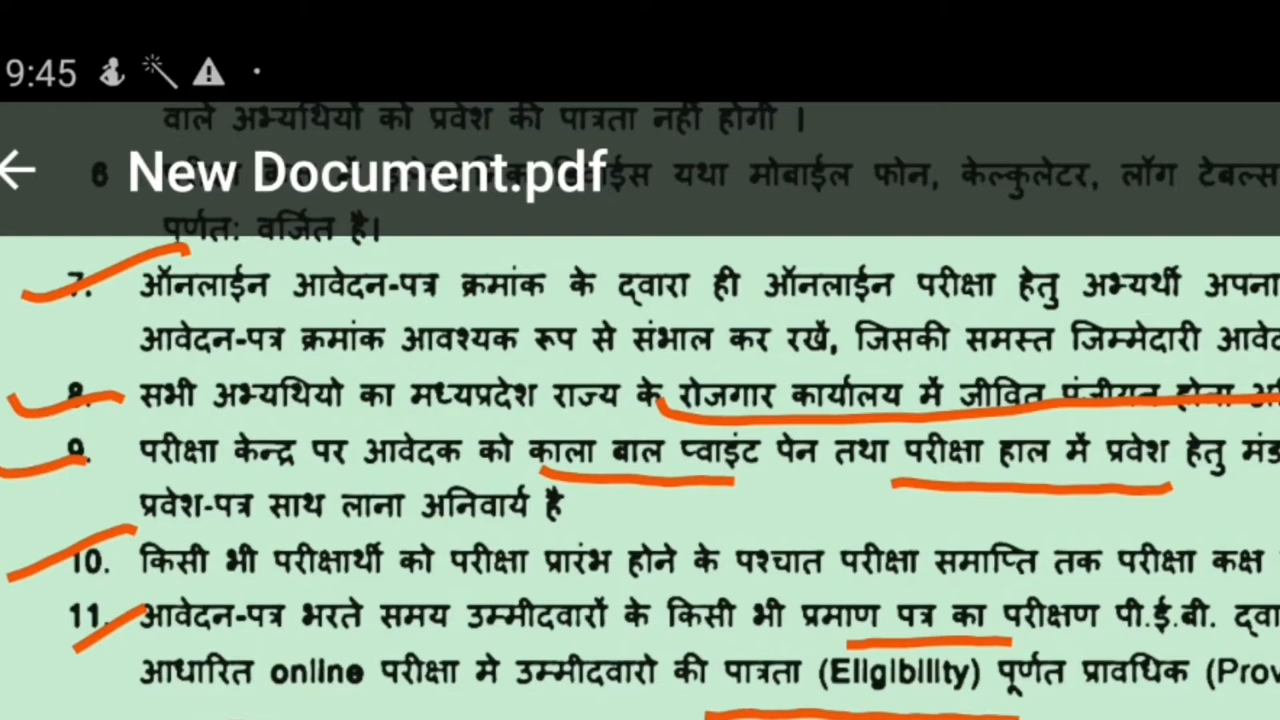 9:45
वाले अभ्यथियों को प्रवेश की पात्रता नहीं होगी ।
New Document.pdf
6 यथा मोबाईल फोन, केल्कुलेटर, लॉग टेबल्स
पूर्णत: वर्जित है।
7. ऑनलाईन आवेदन-पत्र क्रमांक के द्वारा ही ऑनलाईन परीक्षा हेतु अभ्यर्थी अपना
आवेदन-पत्र क्रमांक आवश्यक रूप से संभाल कर रखें, जिसकी समस्त जिम्मेदारी
8. सभी अभ्यथियो का मध्यप्रदेश राज्य के रोजगार कार्यालय में जीवित पंजीयन होना
9. परीक्षा केन्द्र पर आवेदक को काला बाल प्वाइंट पेन तथा परीक्षा हाल में प्रवेश हेतु
प्रवेश-पत्र साथ लाना अनिवार्य है
10. किसी भी परीक्षार्थी को परीक्षा प्रारंभ होने के पश्चात परीक्षा समाप्ति तक परीक्षा कक्ष
11. आवेदन-पत्र भरते समय उम्मीदवारों के किसी भी प्रमाण पत्र का परीक्षण पी.ई.बी.
आधारित online परीक्षा मे उम्मीदवारो की पात्रता (Eligibility) पूर्णत प्रावधिक